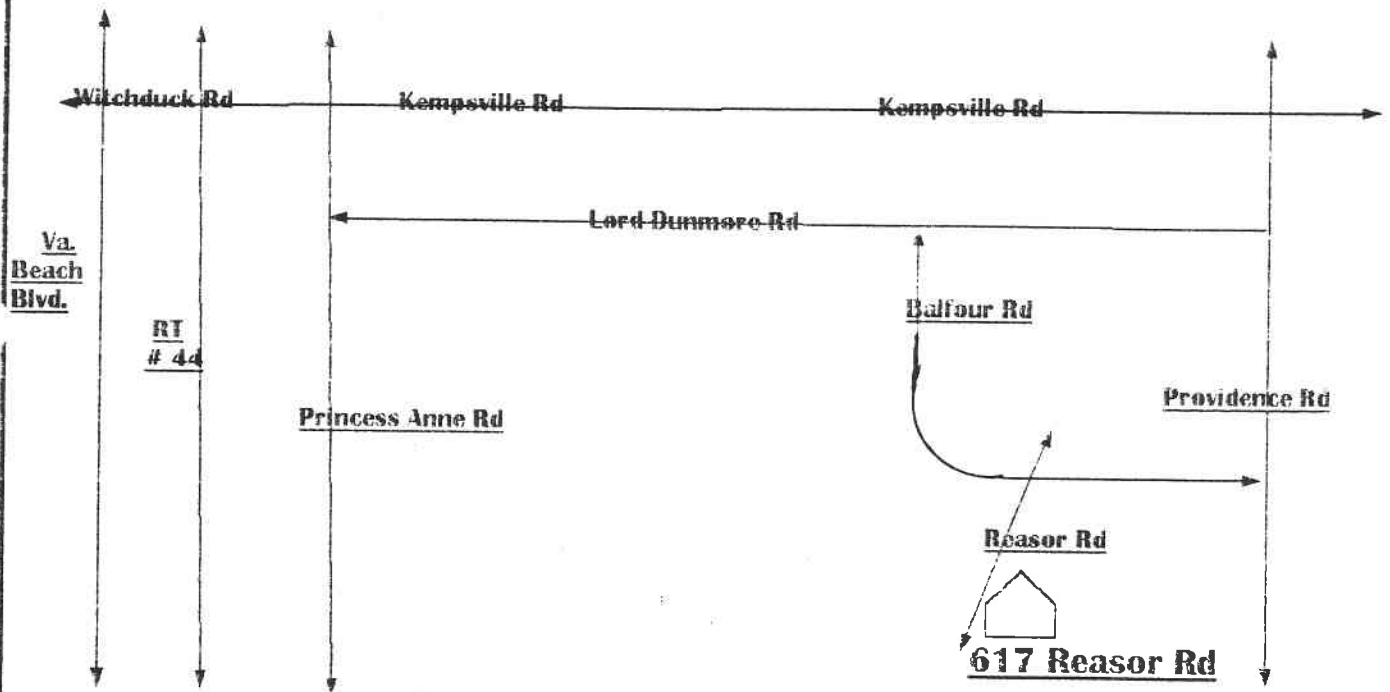 Witchduck Rd
Kempsville Rd
Kempsville Rd
Lord Dunmore Rd
Va.
Beach
Blvd.
RT
# 44
Balfour Rd
Princess Anne Rd
Providence Rd
Reasor Rd
617 Reasor Rd